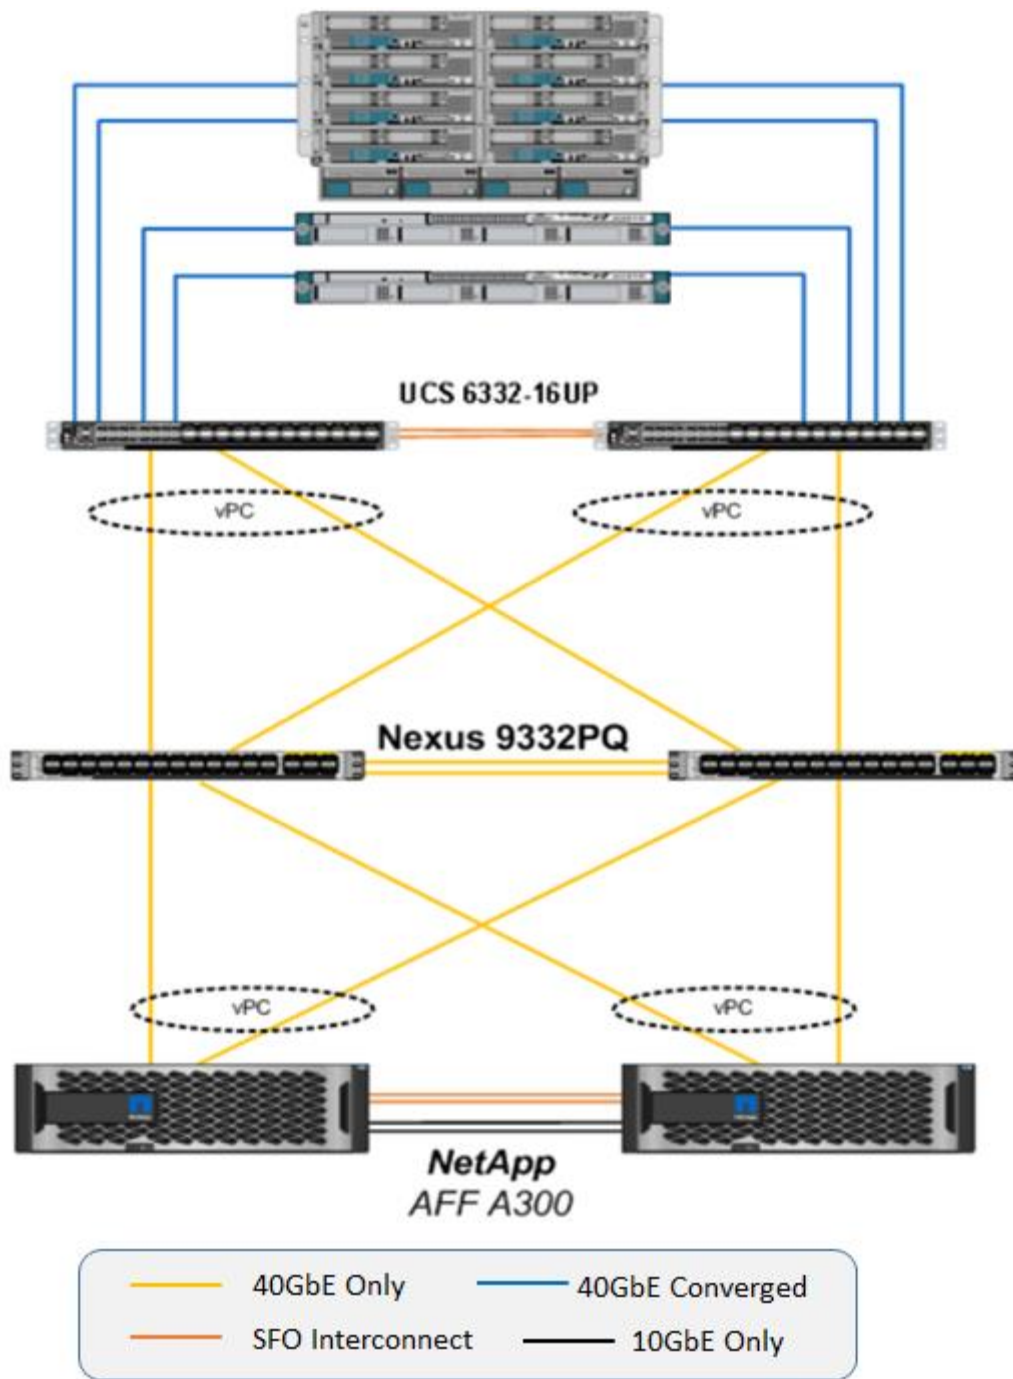 UCS 6332-16UP
vPC
vPC
Nexus 9332PQ
vPC
vPC
NetApp
AFF A300
40GbE Only
40GbE Converged
SFO Interconnect
10GbE Only